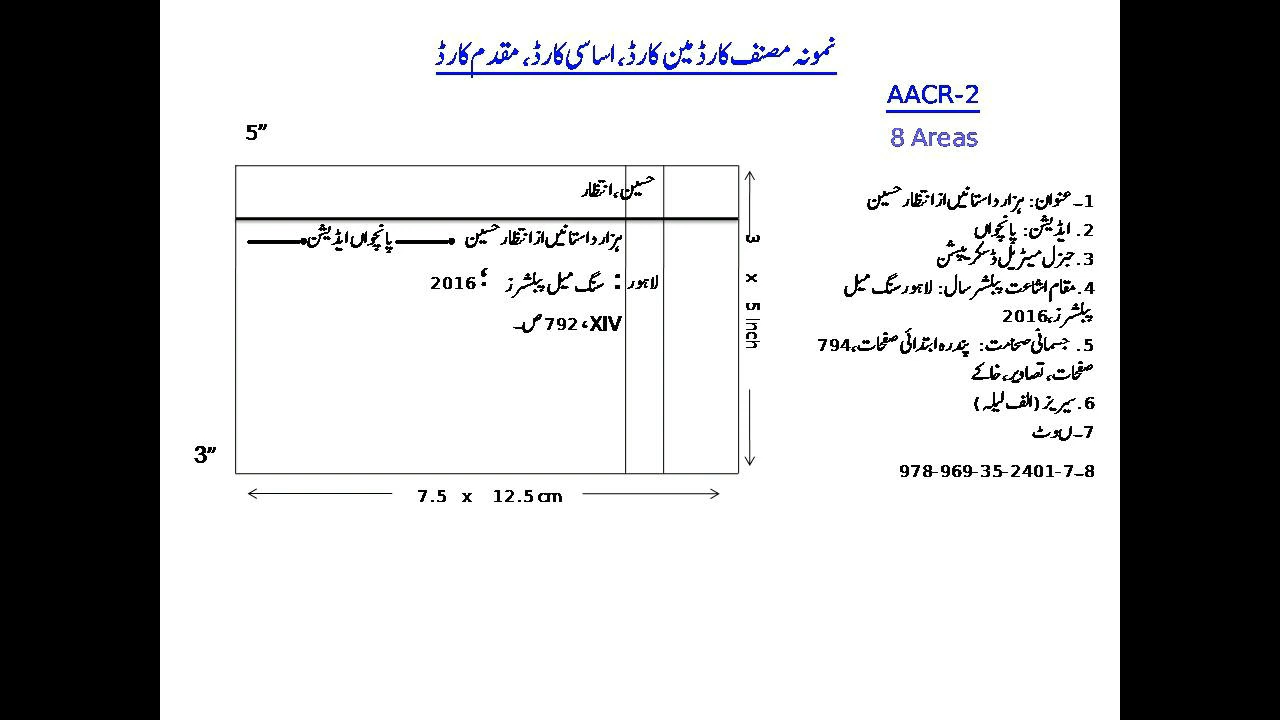 نمونہ مصنف کارڈ مین کارڈ، اساسی کارڈ، مقدم کارڈ
AACR-2
8 Areas
5”
حسین، انتظار
ہزار داستانیں از انتظار حسین ــــ پانچواں ایڈیشن ــــ
لاہور : سنگ میل پبلشرز ؛ 2016
XIV، 792 ص۔
3”
3 x 5 Inch
7.5 x 12.5 cm
1۔ عنوان: ہزار داستانیں از انتظار حسین
2. ایڈیشن: پانچواں
3. جنرل میٹریل ڈسکرپشن
4. مقام اشاعت پبلشر سال: لاہور سنگ میل
پبلشرز، 2016
5. جسمانی ضخامت: پندرہ ابتدائی صفحات، 794
صفحات، تصاویر، خاکے
6. سیریز (الف لیلہ)
7۔ نوٹ
8۔ 978-969-35-2401-7